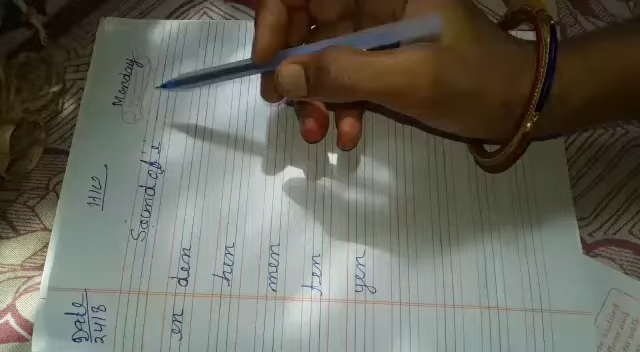 Date H.W Monday
24/8
Sound of 'e'
en den
hen
men
ten
yen